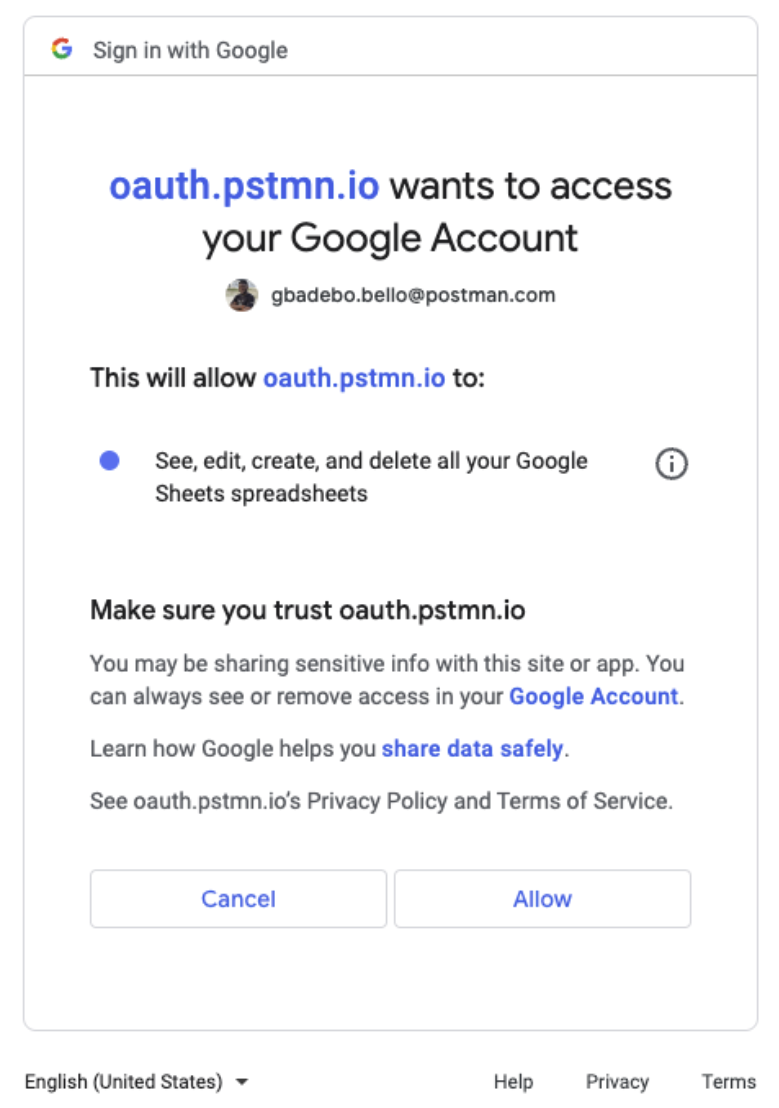 Sign in with Google
oauth.pstmn.io wants to access
your Google Account
gbadebo.bello@postman.com
This will allow oauth.pstmn.io to:
See, edit, create, and delete all your Google
Sheets spreadsheets
Make sure you trust oauth.pstmn.io
You may be sharing sensitive info with this site or app. You
can always see or remove access in your Google Account.
Learn how Google helps you share data safely.
See oauth.pstmn.io's Privacy Policy and Terms of Service.
Cancel Allow
English (United States) Help Privacy Terms